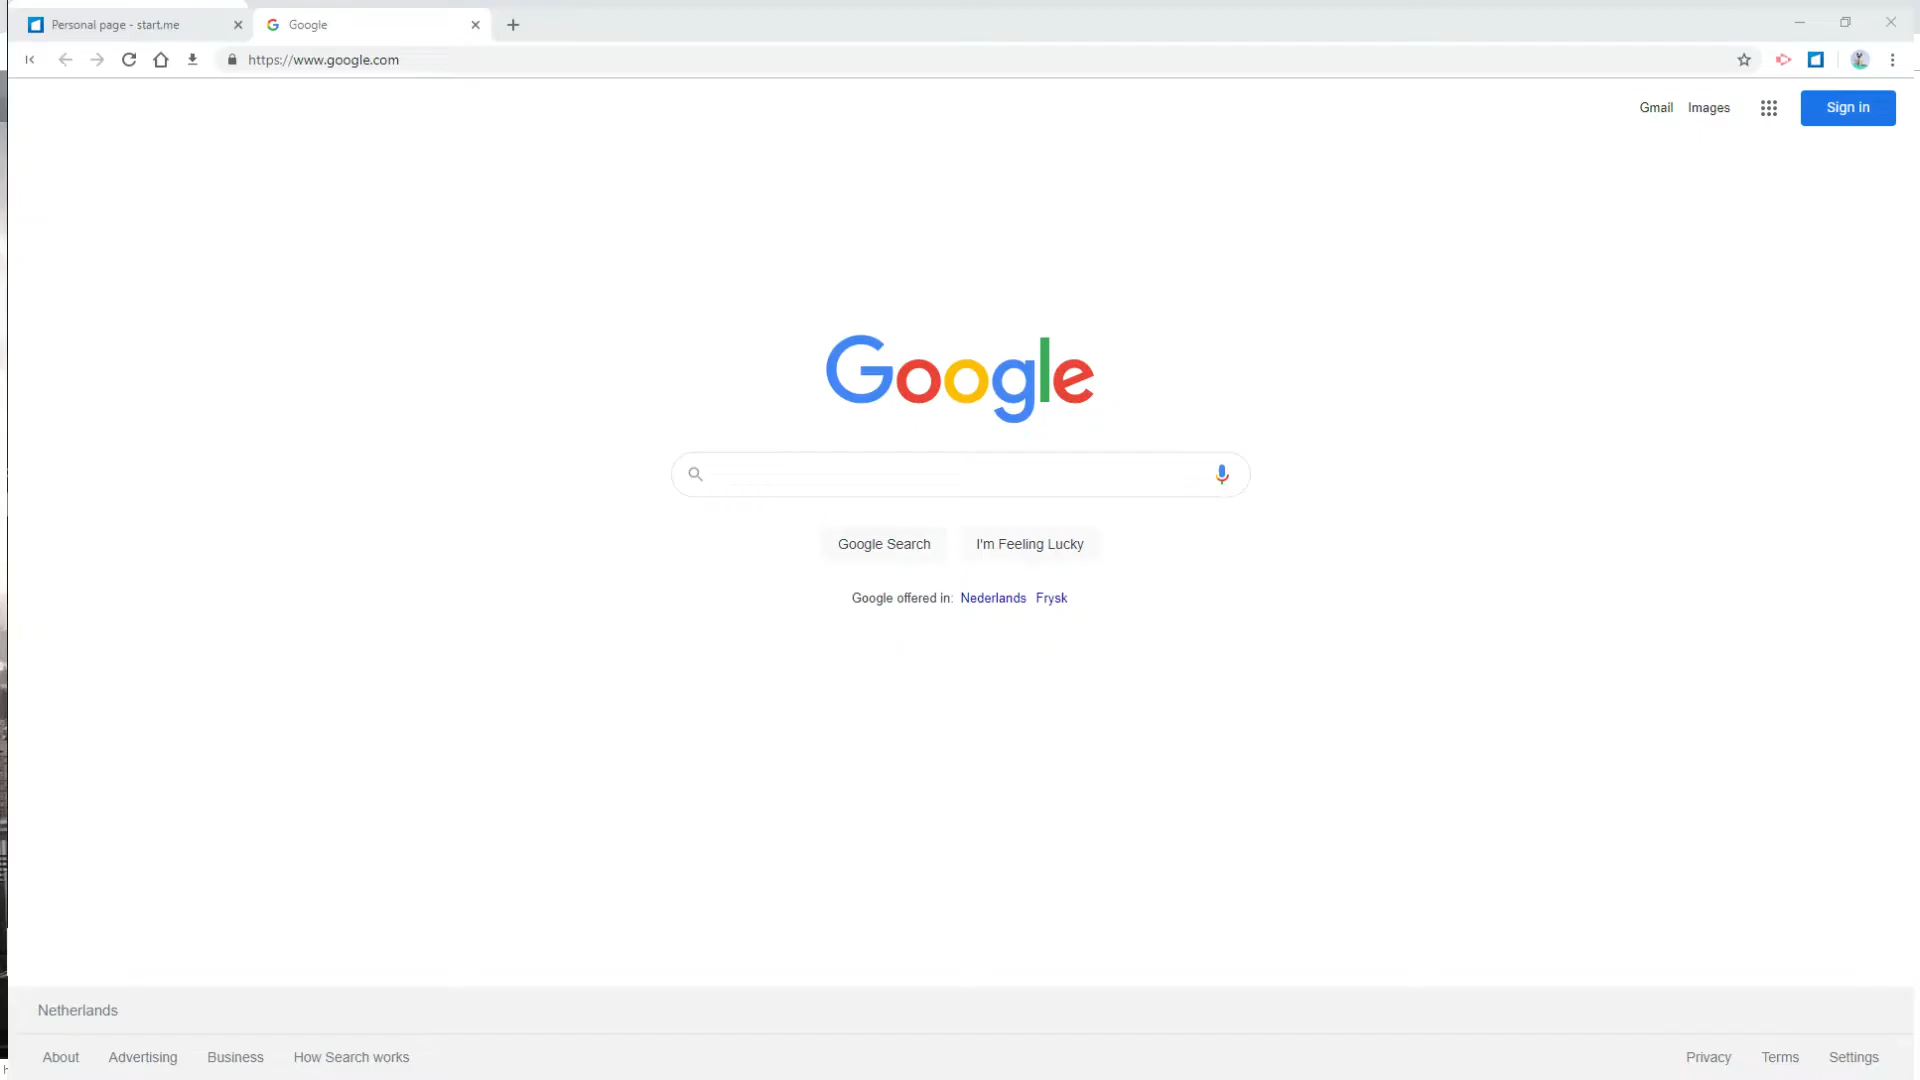 Personal page - start.me
Google
https://www.google.com
Gmail Images
Sign in
Google
Google Search
I'm Feeling Lucky
Google offered in: Nederlands Frysk
Netherlands
About Advertising Business How Search works
Privacy Terms Settings